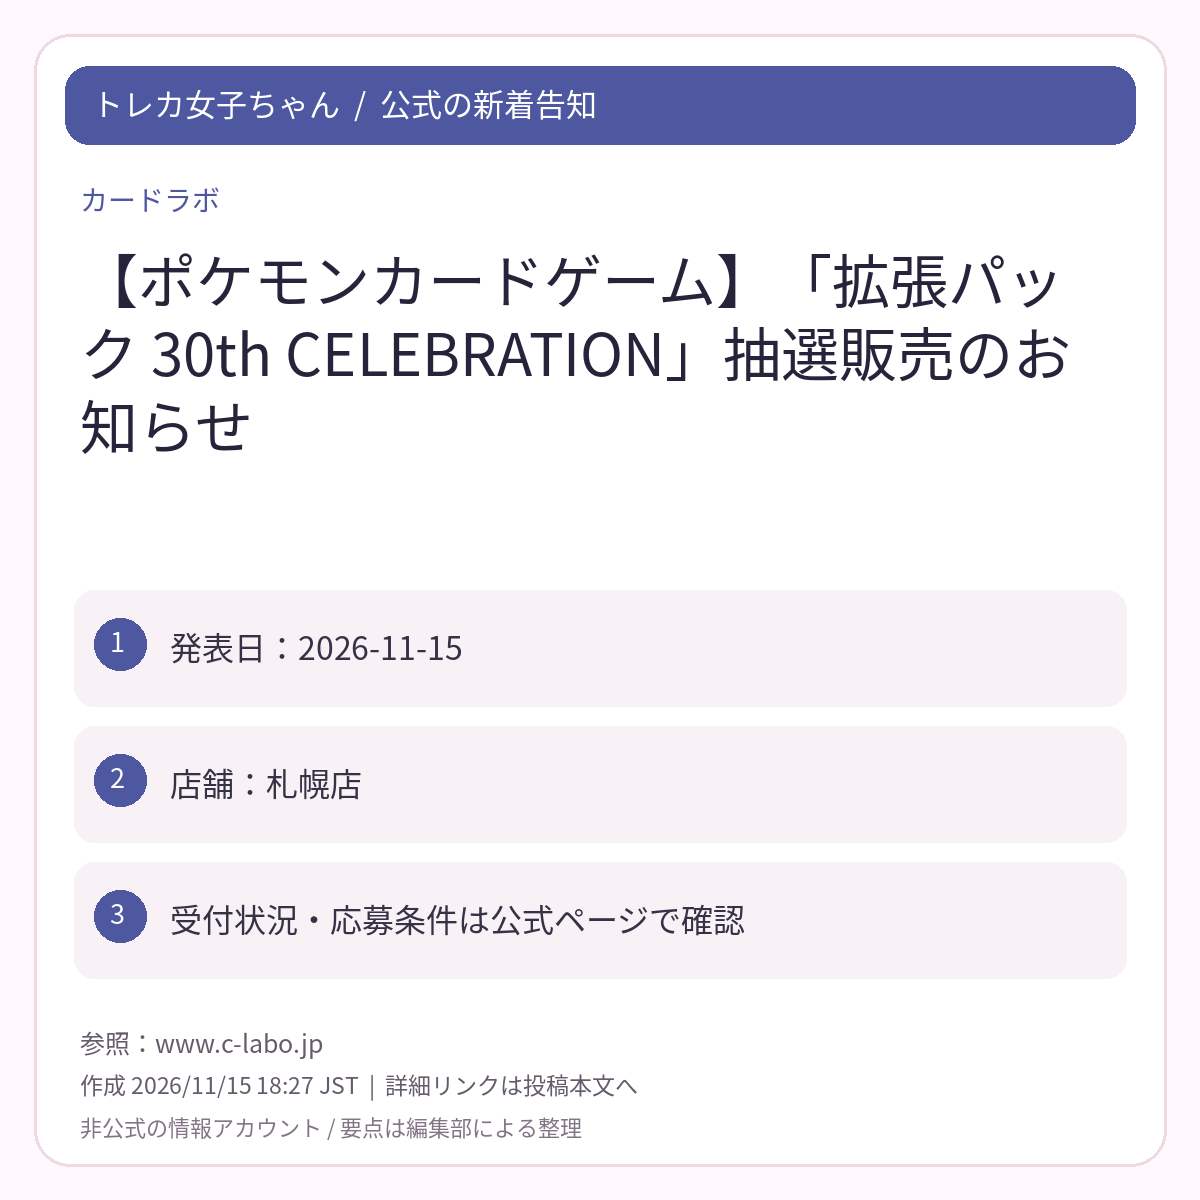 トレカ女子ちゃん / 公式の新着告知
カードラボ
【ポケモンカードゲーム】「拡張パッ
ク 30th CELEBRATION」抽選販売のお
知らせ
1 発表日：2026-11-15
2 店舗：札幌店
3 受付状況・応募条件は公式ページで確認
参照：www.c-labo.jp
作成 2026/11/15 18:27 JST｜詳細リンクは投稿本文へ
非公式の情報アカウント / 要点は編集部による整理